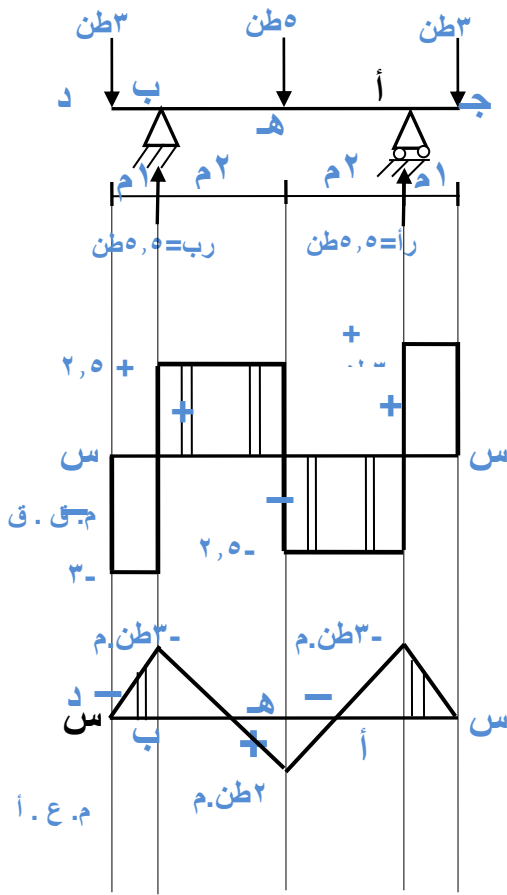 ٣طن ٥طن ٣طن
د ب أ جـ
هـ
١م ٢م ٢م ١م
رب=٥,٥طن رأ=٥,٥طن
+
+ ٢,٥
+ +
س س
م. ق . ق − −
-٢,٥
-٣
-٣طن.م -٣طن.م
د − هـ − س
س ب + أ
٢طن.م
م. ع . أ